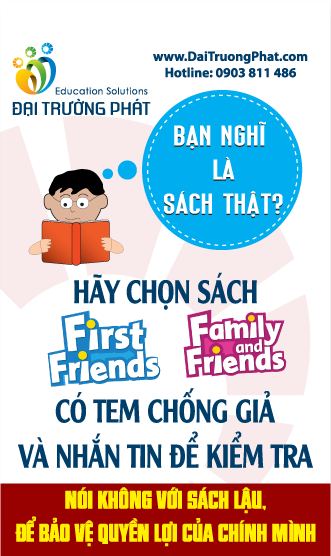 www.DaiTruongPhat.com
Hotline: 0903 811 486
Education Solutions
ĐẠI TRƯỜNG PHÁT
BẠN NGHĨ
LÀ
SÁCH THẬT?
HÃY CHỌN SÁCH
First
Friends
Family
and
Friends
CÓ TEM CHỐNG GIẢ
VÀ NHẮN TIN ĐỂ KIỂM TRA
NÓI KHÔNG VỚI SÁCH LẬU,
ĐỂ BẢO VỆ QUYỀN LỢI CỦA CHÍNH MÌNH